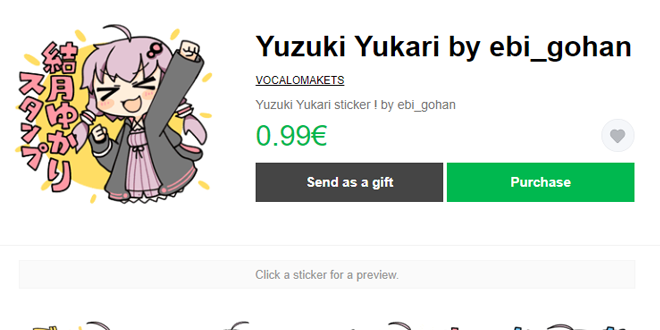 結月ゆかり
スタンプ
Yuzuki Yukari by ebi_gohan
VOCALOMAKETS
Yuzuki Yukari sticker ! by ebi_gohan
0.99€
Send as a gift
Purchase
Click a sticker for a preview.